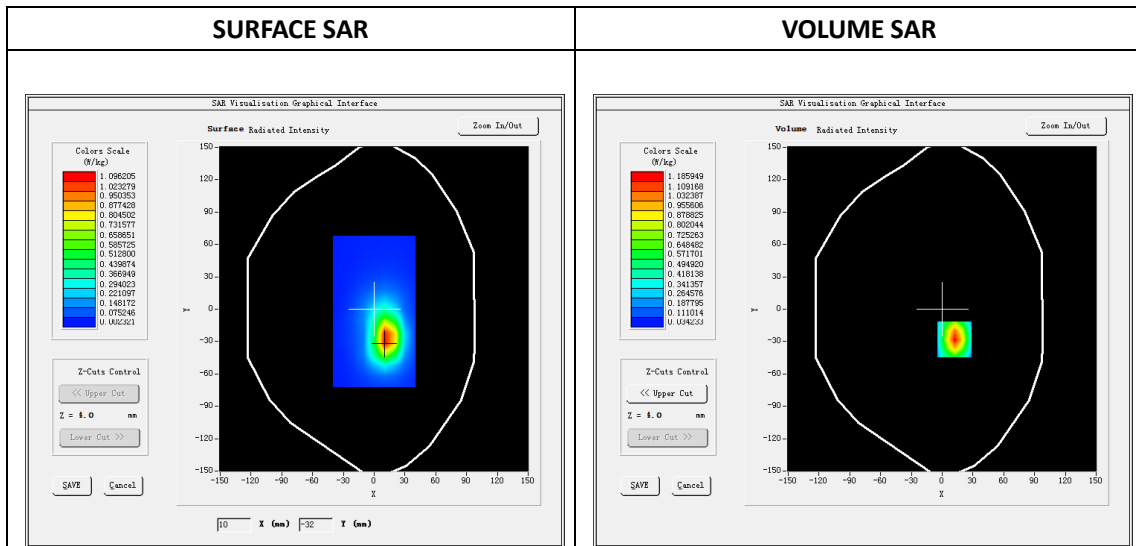 SURFACE SAR
VOLUME SAR
SAR Visualisation Graphical Interface
Surface Radiated Intensity
Zoom In/Out
Colors Scale
(W/kg)
1.096205
1.023279
0.950353
0.877428
0.804502
0.731577
0.658651
0.585725
0.512800
0.439874
0.366949
0.294023
0.221097
0.148172
0.075246
0.002321
Z-Cuts Control
<< Upper Cut
Z = 4.0 mm
Lower Cut >>
SAVE
Cancel
150
120
90
60
30
0
-30
-60
-90
-120
-150
Y
-150 -120 -90 -60 -30 0 30 60 90 120 150
X
10 X (mm) -32 Y (mm)
SAR Visualisation Graphical Interface
Volume Radiated Intensity
Zoom In/Out
Colors Scale
(W/kg)
1.185949
1.109168
1.032387
0.955606
0.878825
0.802044
0.725263
0.648482
0.571701
0.494920
0.418138
0.341357
0.264576
0.187795
0.111014
0.034233
Z-Cuts Control
<< Upper Cut
Z = 4.0 mm
Lower Cut >>
SAVE
Cancel
150
120
90
60
30
0
-30
-60
-90
-120
-150
Y
-150 -120 -90 -60 -30 0 30 60 90 120 150
X